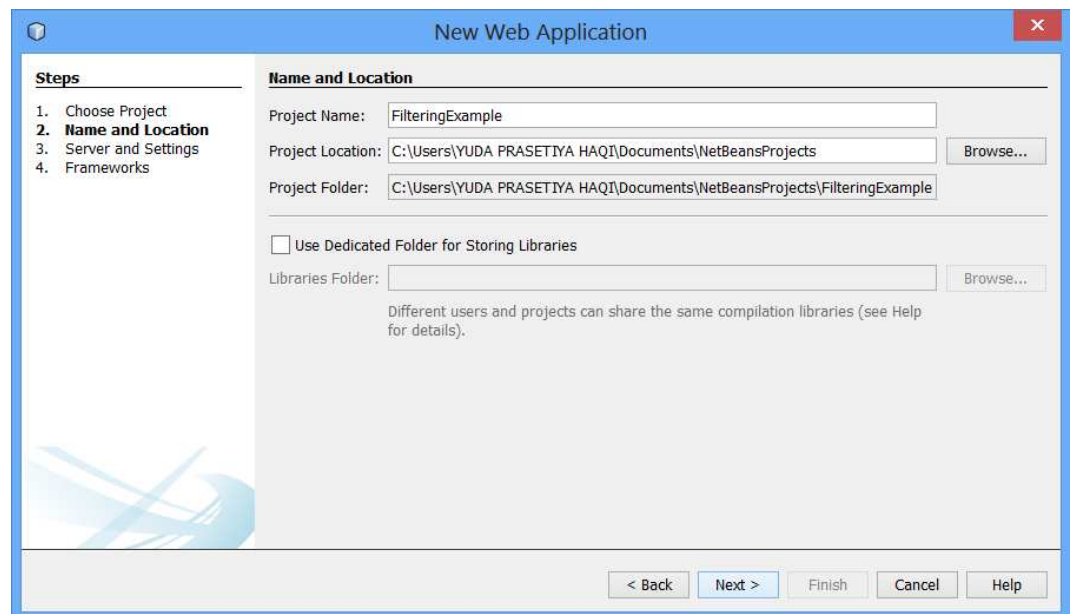 New Web Application
Steps
1. Choose Project
2. Name and Location
3. Server and Settings
4. Frameworks
Name and Location
Project Name: FilteringExample
Project Location: C:\Users\YUDA PRASETIYA HAQI\Documents\NetBeansProjects Browse...
Project Folder: C:\Users\YUDA PRASETIYA HAQI\Documents\NetBeansProjects\FilteringExample
Use Dedicated Folder for Storing Libraries
Libraries Folder: Browse...
Different users and projects can share the same compilation libraries (see Help
for details).
< Back Next > Finish Cancel Help